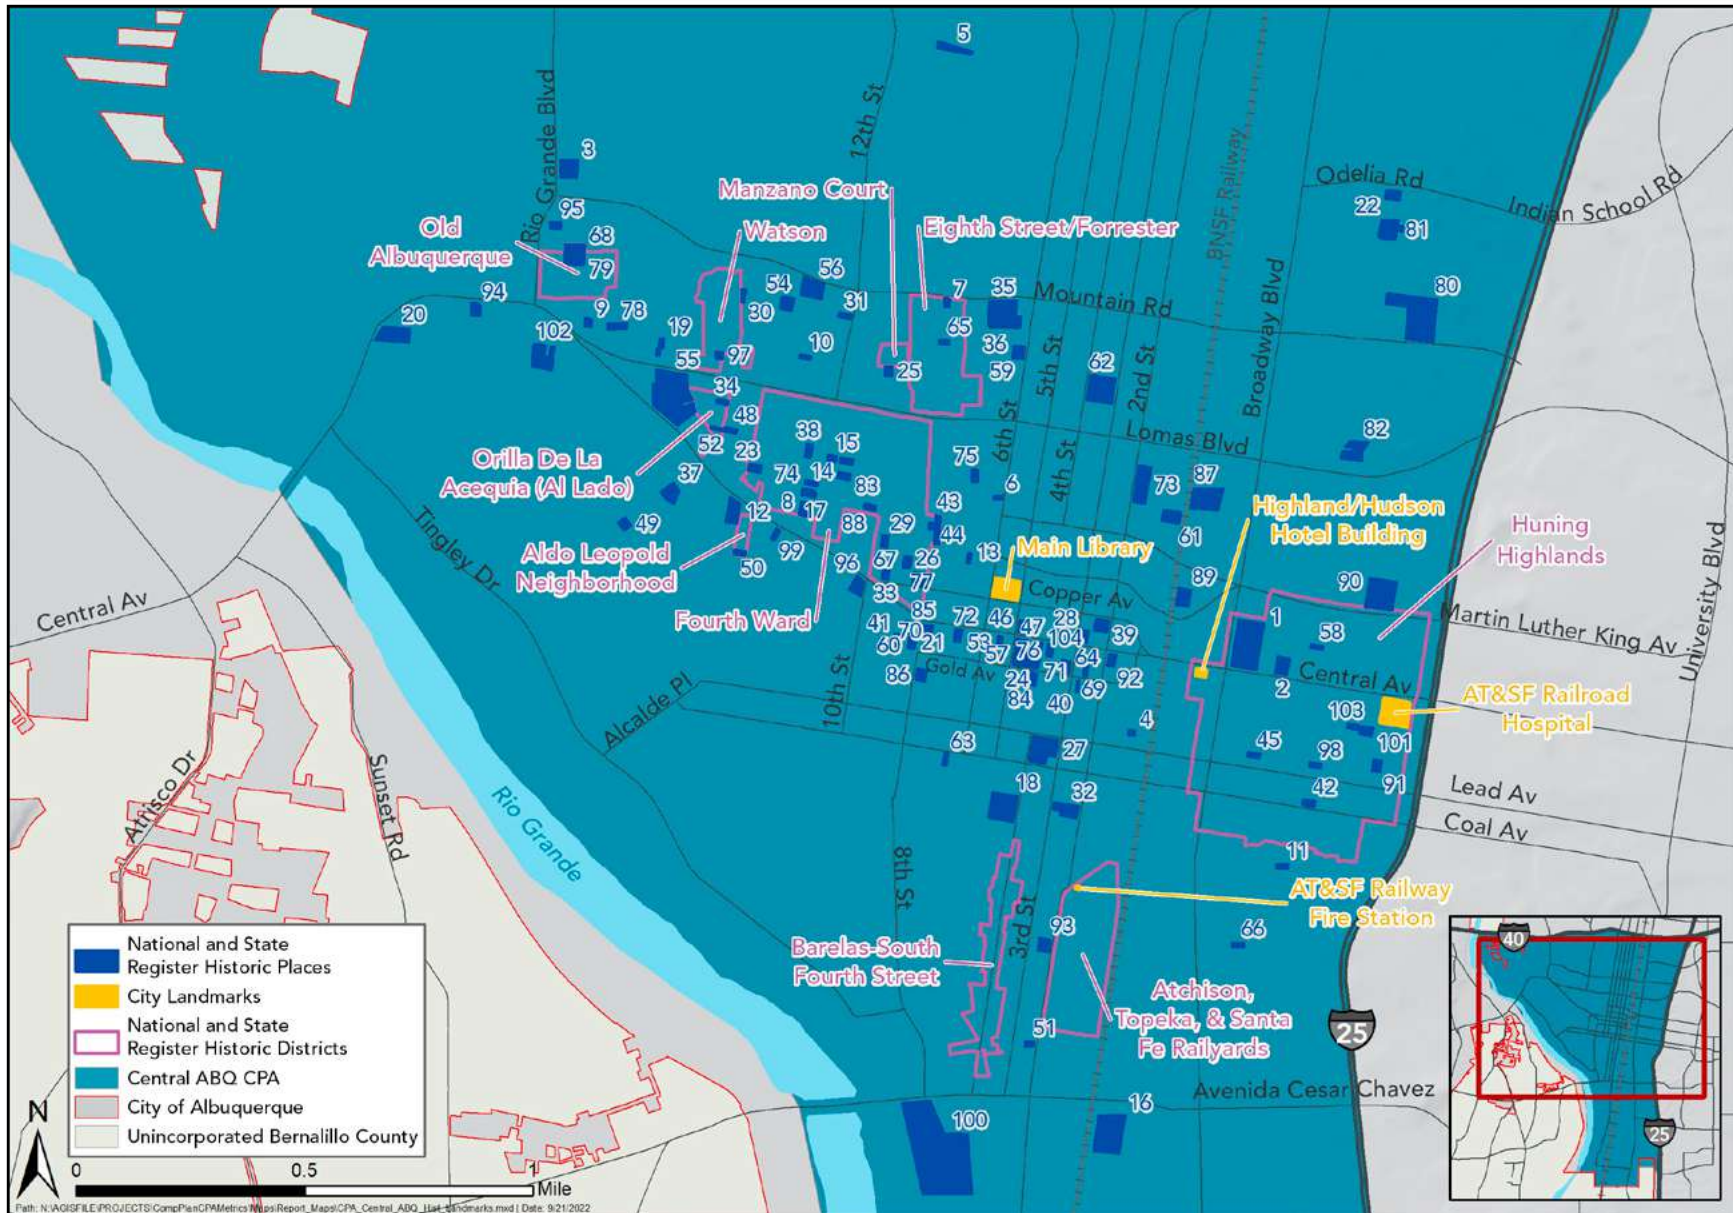 5
Rio Grande Blvd
12th St
3
BNSF Railway
Odelia Rd
Indian School Rd
22
81
Manzano Court
95
68
Old
Albuquerque
Watson
Eighth Street/Forrester
79
56
54
30
31
7
35
Mountain Rd
Broadway Blvd
80
94
20
9
78
102
19
10
65
36
5th St
2nd St
55
97
25
59
62
34
48
6th St
Lomas Blvd
82
52
23
38
15
75
4th St
Orilla De La
Acequia (Al Lado)
37
74
14
83
6
73
87
8
17
43
12
88
29
44
Highland/Hudson
Hotel Building
Huning
Highlands
49
Tingley Dr
Aldo Leopold
Neighborhood
50
99
96
67
26
13
Main Library
61
University Blvd
Central Av
33
77
Copper Av
89
90
Fourth Ward
41
85
72
46
47
28
1
58
Martin Luther King Av
60
70
21
53
57
76
104
39
64
86
Gold Av
24
71
92
2
Central Av
84
40
69
AT&SF Railroad
Hospital
Alcalde Pl
10th St
4
103
63
27
45
98
101
Atrisco Dr
Sunset Rd
Rio Grande
18
32
42
91
Lead Av
Coal Av
8th St
11
3rd St
AT&SF Railway
Fire Station
Barelas-South
Fourth Street
93
66
Atchison,
Topeka, & Santa
Fe Railyards
51
25
Avenida Cesar Chavez
100
16
National and State
Register Historic Places
City Landmarks
National and State
Register Historic Districts
Central ABQ CPA
City of Albuquerque
Unincorporated Bernalillo County
N
0
0.5
1
Mile
40
25